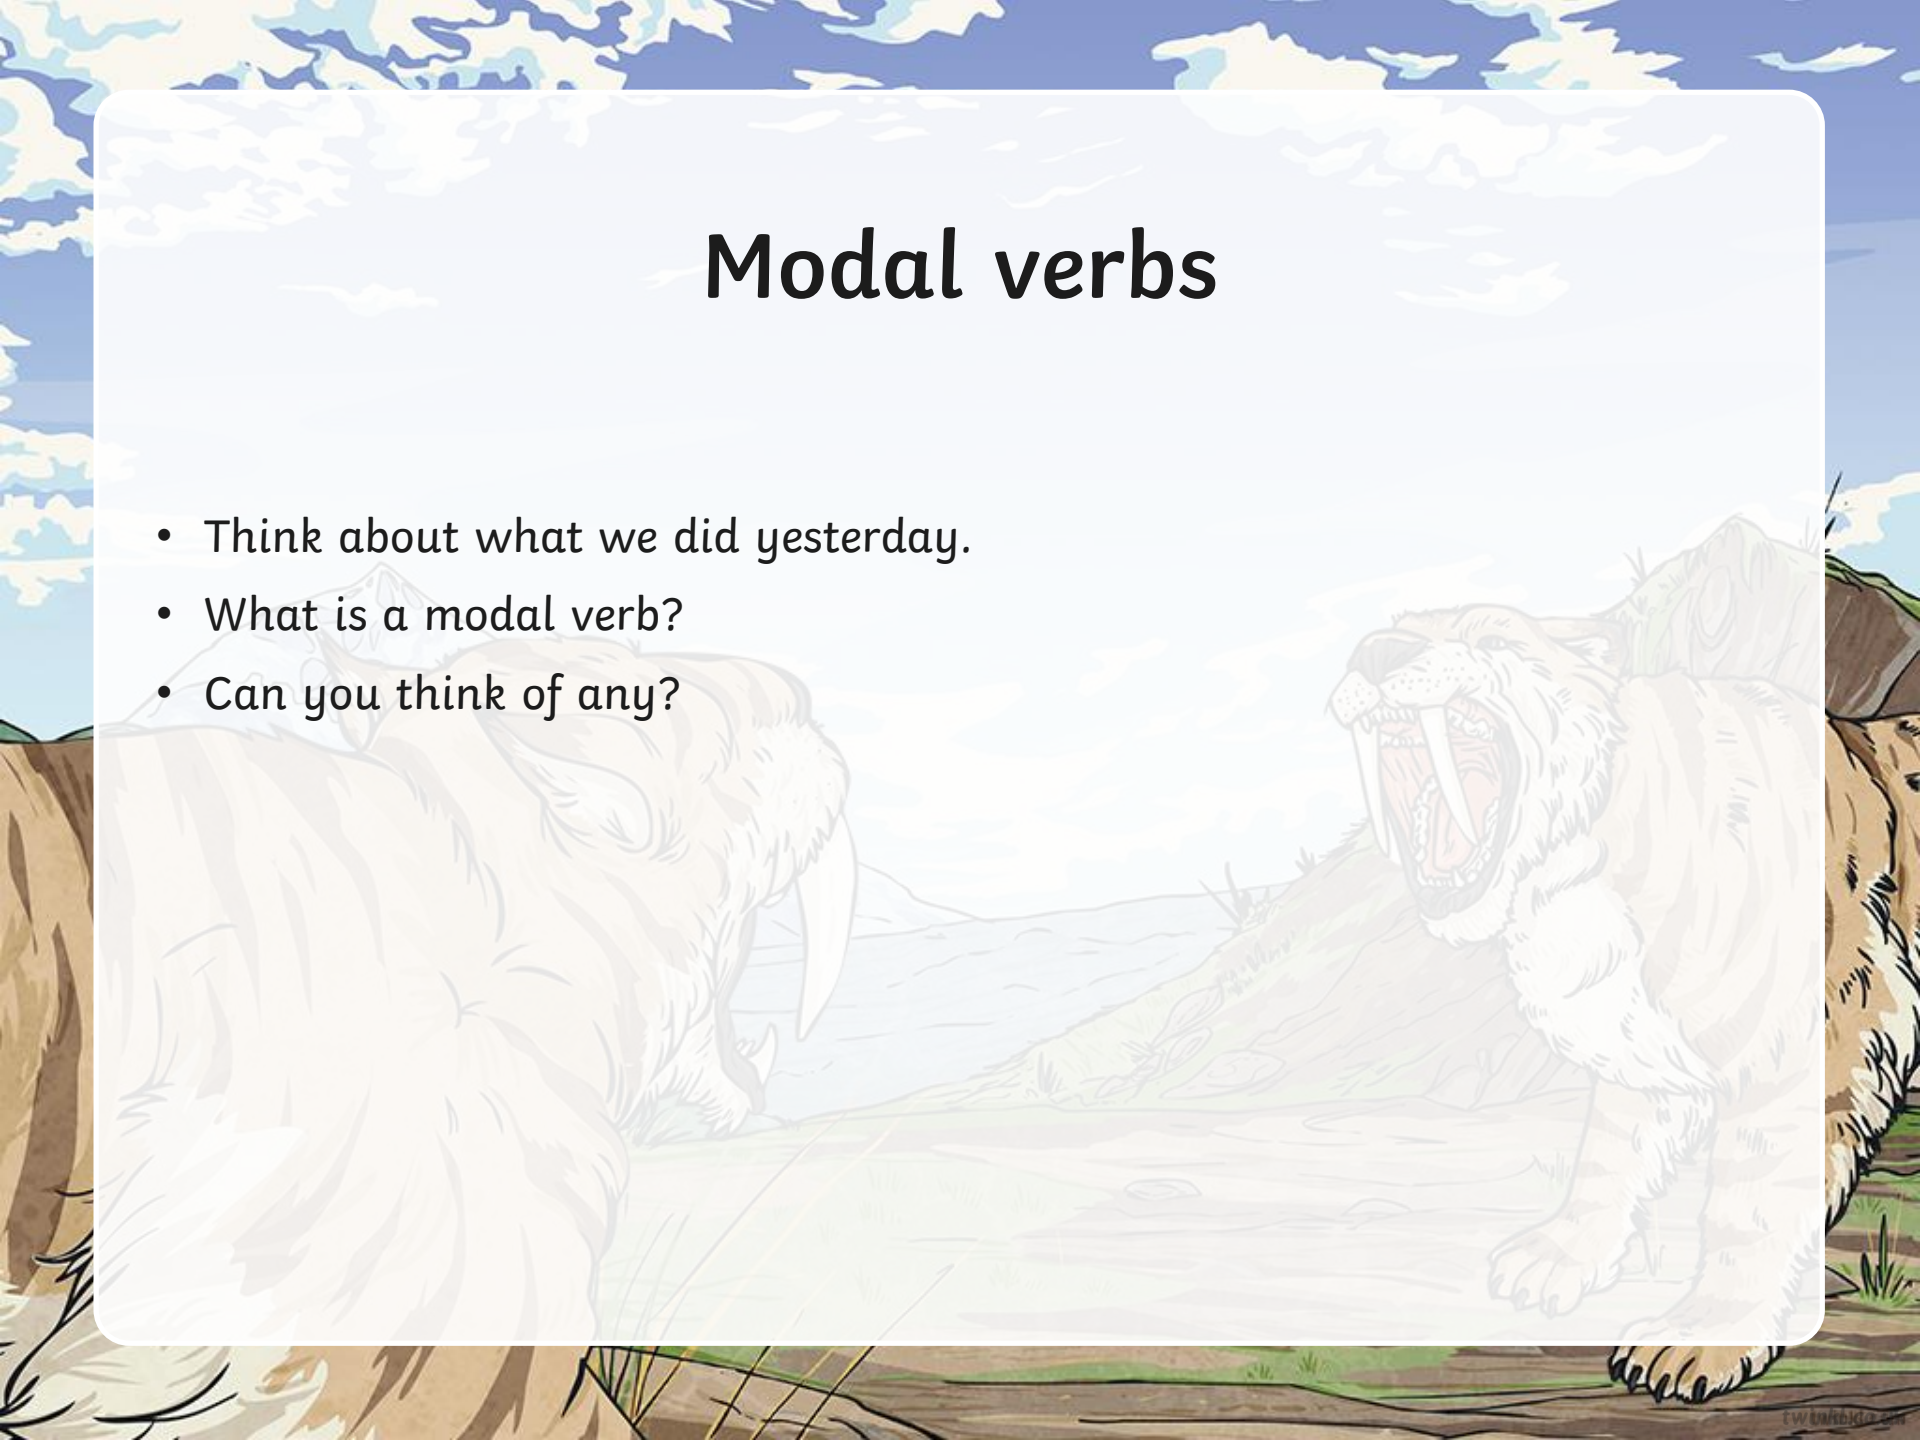 Modal verbs
• Think about what we did yesterday.
• What is a modal verb?
• Can you think of any?